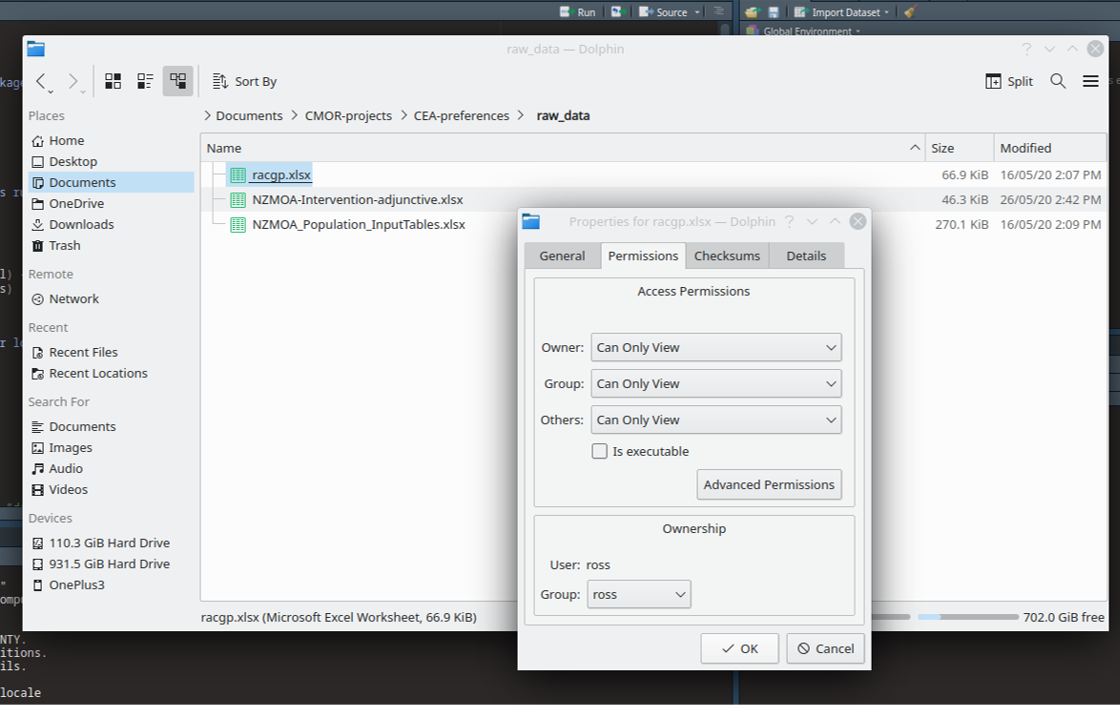 Run
Source
Import Dataset
Global Environment
raw_data — Dolphin
Sort By
Split
Places
Documents
CMOR-projects
CEA-preferences
raw_data
Home
Desktop
Documents
OneDrive
Downloads
Trash
Remote
Network
Recent
Recent Files
Recent Locations
Search For
Documents
Images
Audio
Videos
Devices
110.3 GiB Hard Drive
931.5 GiB Hard Drive
OnePlus3
Name
Size
Modified
racgp.xlsx
66.9 KiB
16/05/20 2:07 PM
NZMOA-Intervention-adjunctive.xlsx
46.3 KiB
26/05/20 2:42 PM
NZMOA_Population_InputTables.xlsx
270.1 KiB
16/05/20 2:09 PM
Properties for racgp.xlsx — Dolphin
General
Permissions
Checksums
Details
Access Permissions
Owner: Can Only View
Group: Can Only View
Others: Can Only View
Is executable
Advanced Permissions
Ownership
User: ross
Group: ross
OK
Cancel
racgp.xlsx (Microsoft Excel Worksheet, 66.9 KiB)
702.0 GiB free
NTY.
itions.
ils.
locale